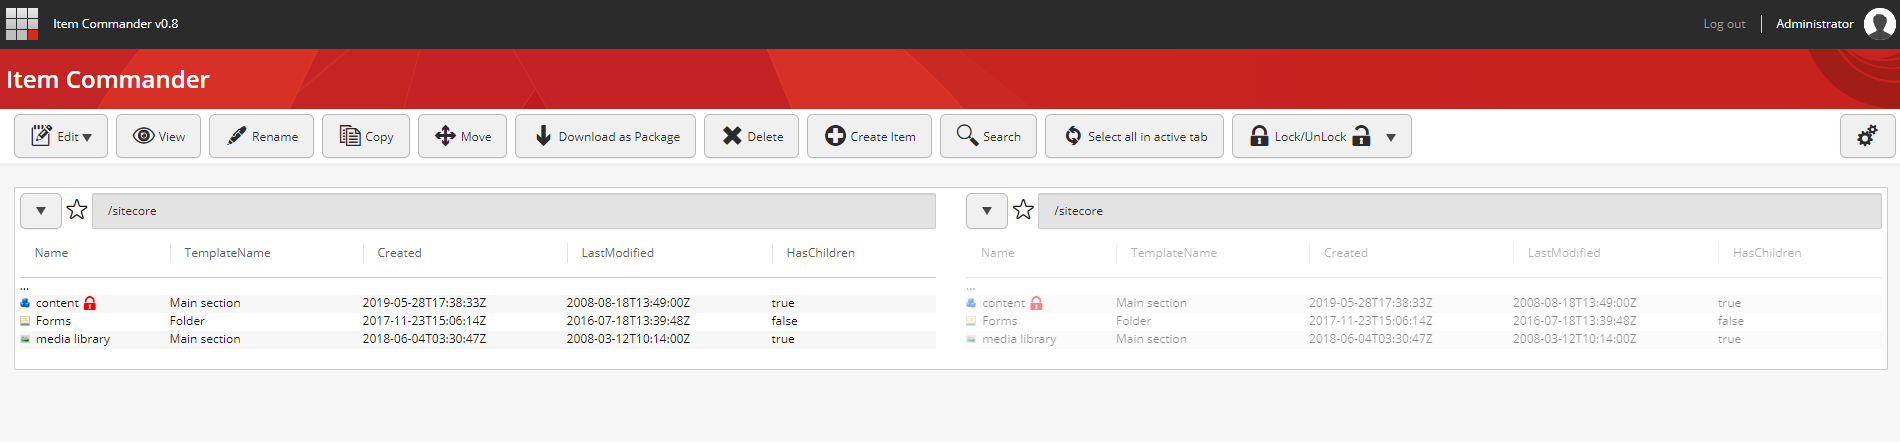 Item Commander v0.8
Log out Administrator
Item Commander
Edit View Rename Copy Move Download as Package Delete Create Item Search Select all in active tab Lock/UnLock
/sitecore
Name TemplateName Created LastModified HasChildren
...
content Main section 2019-05-28T17:38:33Z 2008-08-18T13:49:00Z true
Forms Folder 2017-11-23T15:06:14Z 2016-07-18T13:39:48Z false
media library Main section 2018-06-04T03:30:47Z 2008-03-12T10:14:00Z true
/sitecore
Name TemplateName Created LastModified HasChildren
...
content Main section 2019-05-28T17:38:33Z 2008-08-18T13:49:00Z true
Forms Folder 2017-11-23T15:06:14Z 2016-07-18T13:39:48Z false
media library Main section 2018-06-04T03:30:47Z 2008-03-12T10:14:00Z true